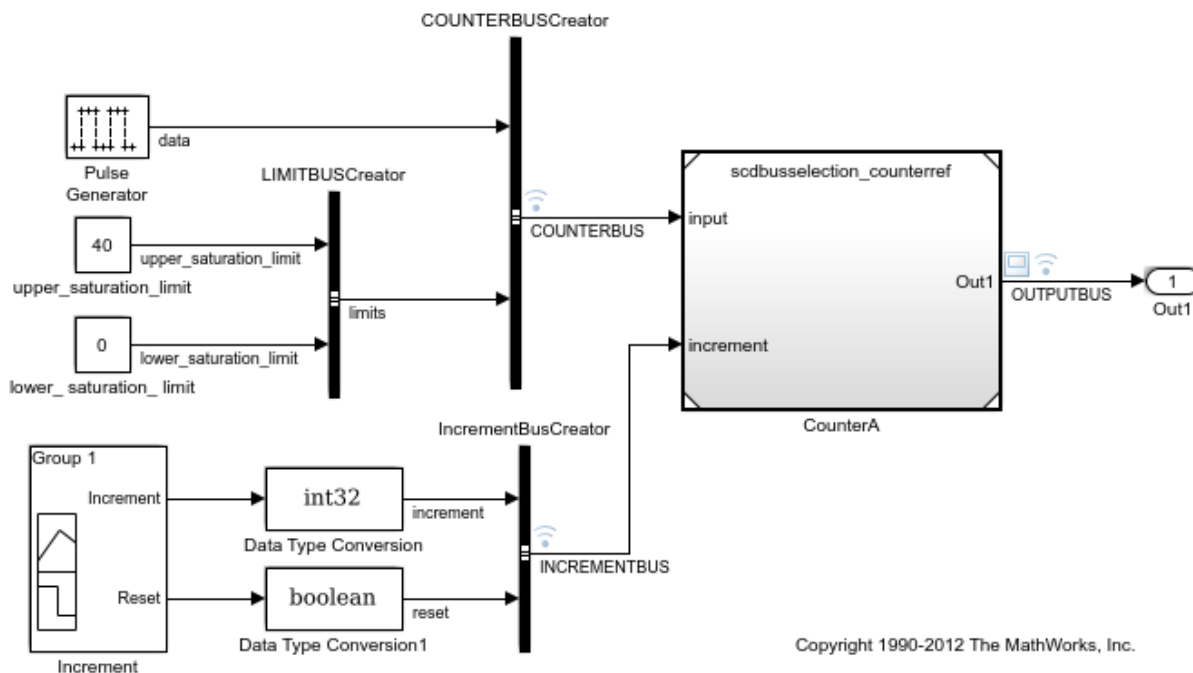 COUNTERBUSCreator
data
Pulse
Generator
LIMITBUSCreator
40
upper_saturation_limit
upper_saturation_limit
limits
0
lower_saturation_limit
lower_ saturation_ limit
COUNTERBUS
scdbusselection_counterref
input
increment
Out1
CounterA
OUTPUTBUS
1
Out1
IncrementBusCreator
Group 1
Increment
Reset
Increment
int32
increment
Data Type Conversion
boolean
reset
Data Type Conversion1
INCREMENTBUS
Copyright 1990-2012 The MathWorks, Inc.